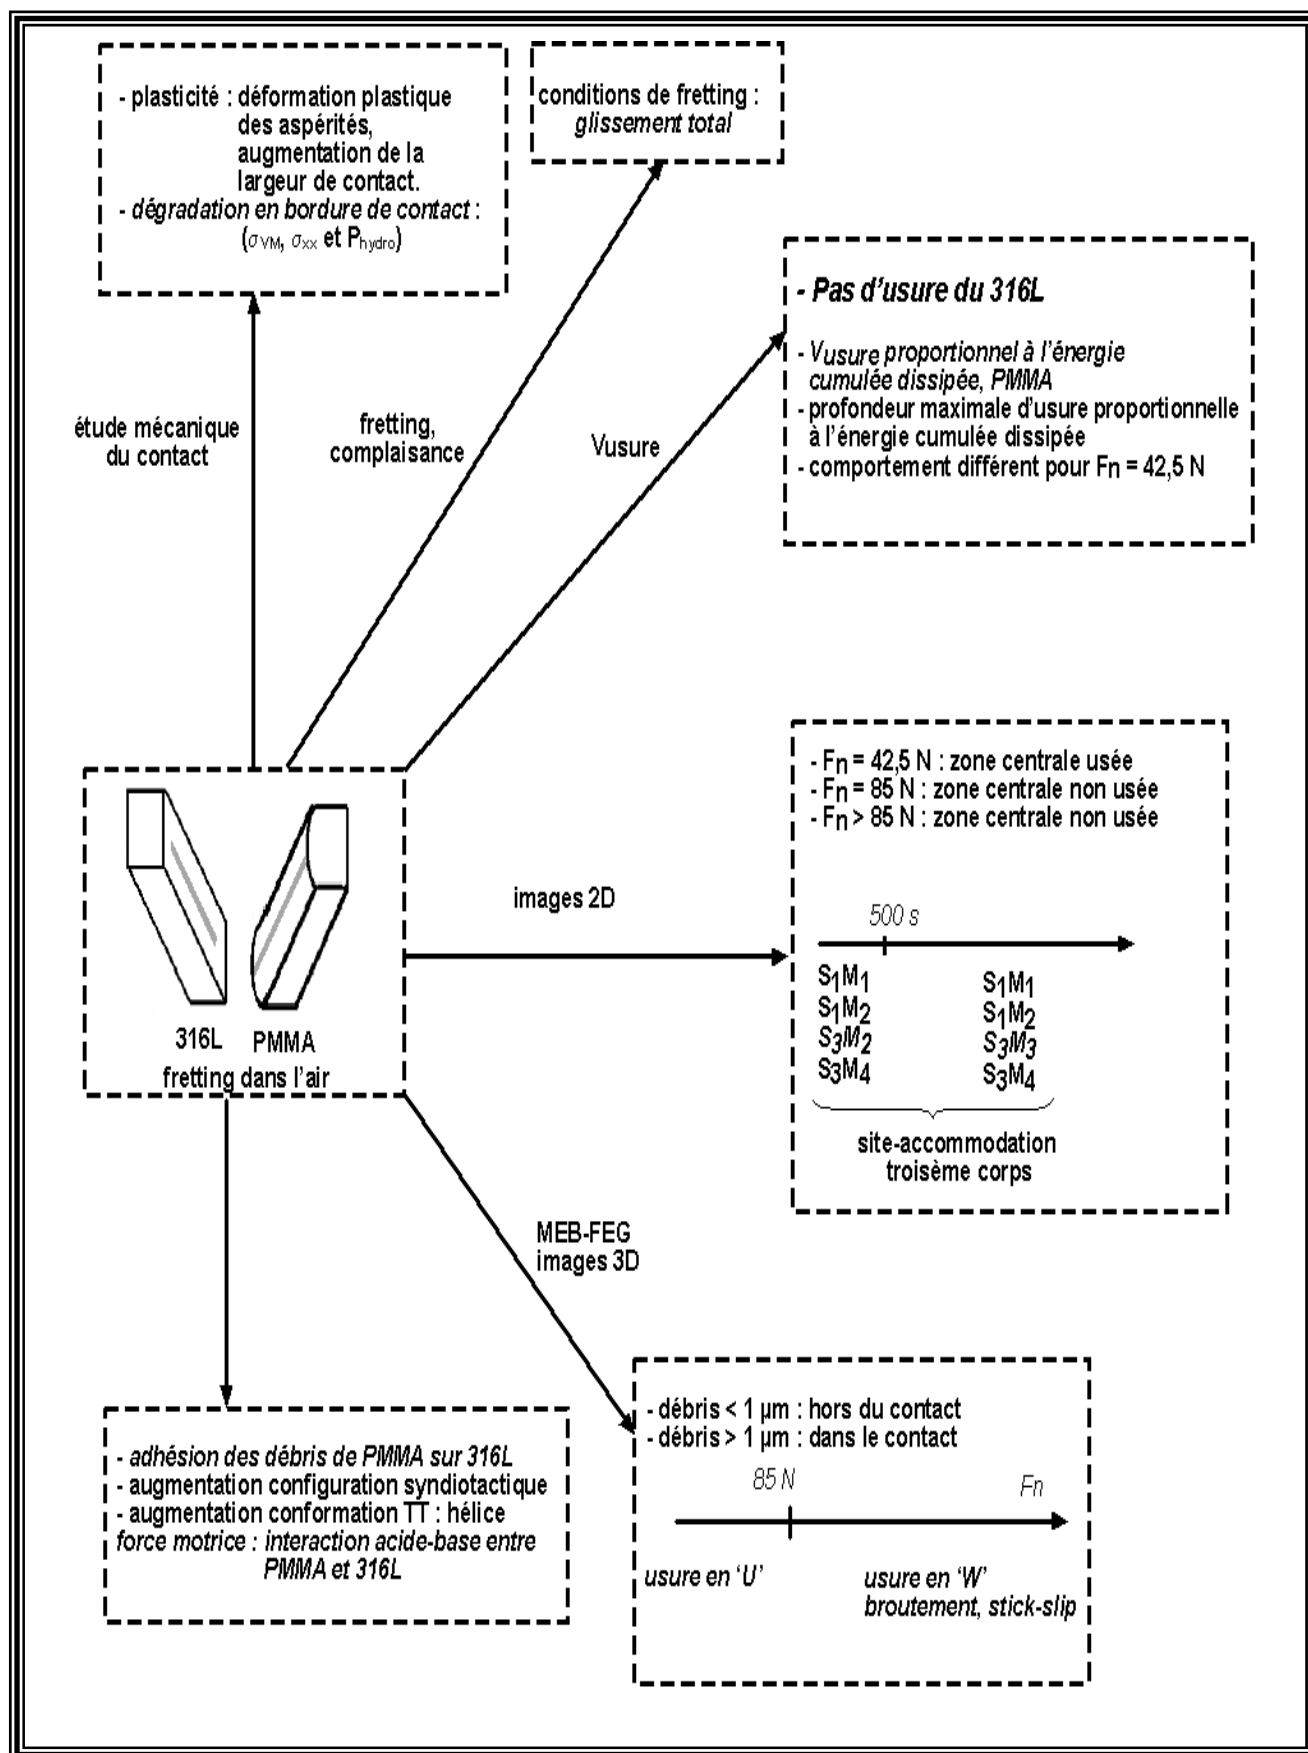 - plasticité : déformation plastique
des aspérités,
augmentation de la
largeur de contact.
- dégradation en bordure de contact :
(σVM, σxx et Phydro)
conditions de fretting :
glissement total
- Pas d'usure du 316L
- Vusure proportionnel à l'énergie
cumulée dissipée, PMMA
- profondeur maximale d'usure proportionnelle
à l'énergie cumulée dissipée
- comportement différent pour Fn = 42,5 N
étude mécanique
du contact
fretting,
complaisance
Vusure
- Fn = 42,5 N : zone centrale usée
- Fn = 85 N : zone centrale non usée
- Fn > 85 N : zone centrale non usée
images 2D
500 s
S1M1 S1M1
S1M2 S1M2
S3M2 S3M3
S3M4 S3M4
site-accommodation
troisème corps
316L PMMA
fretting dans l'air
MEB-FEG
images 3D
- débris < 1 µm : hors du contact
- débris > 1 µm : dans le contact
85 N Fn
usure en 'U' usure en 'W'
broutement, stick-slip
- adhésion des débris de PMMA sur 316L
- augmentation configuration syndiotactique
- augmentation conformation T̅T̅ : hélice
force motrice : interaction acide-base entre
PMMA et 316L